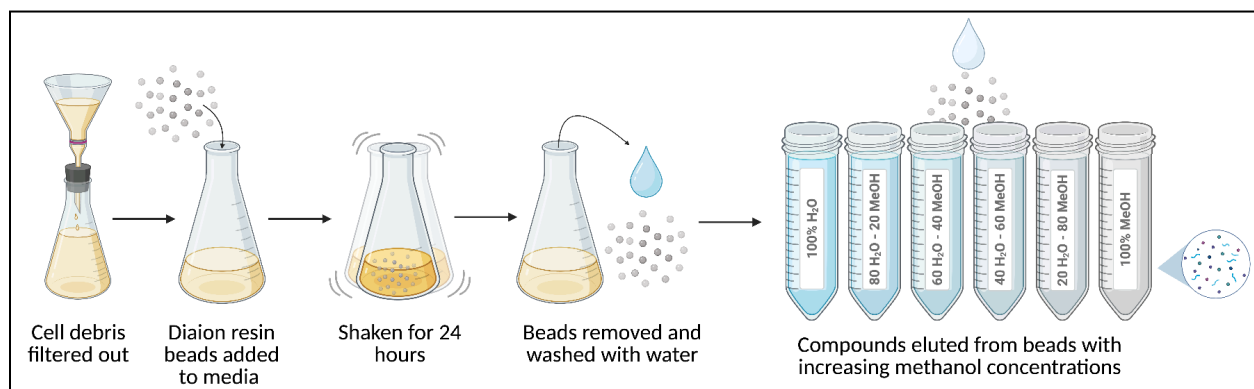 Cell debris
filtered out
Diaion resin
beads added
to media
Shaken for 24
hours
Beads removed and
washed with water
100% H₂O
80 H₂O - 20 MeOH
60 H₂O - 40 MeOH
40 H₂O - 60 MeOH
20 H₂O - 80 MeOH
100% MeOH
Compounds eluted from beads with
increasing methanol concentrations